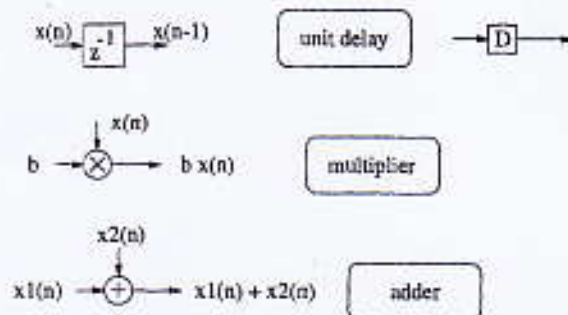 x(n) z^-1 x(n-1) unit delay D
x(n)
b b x(n) multiplier
x2(n)
x1(n) x1(n) + x2(n) adder